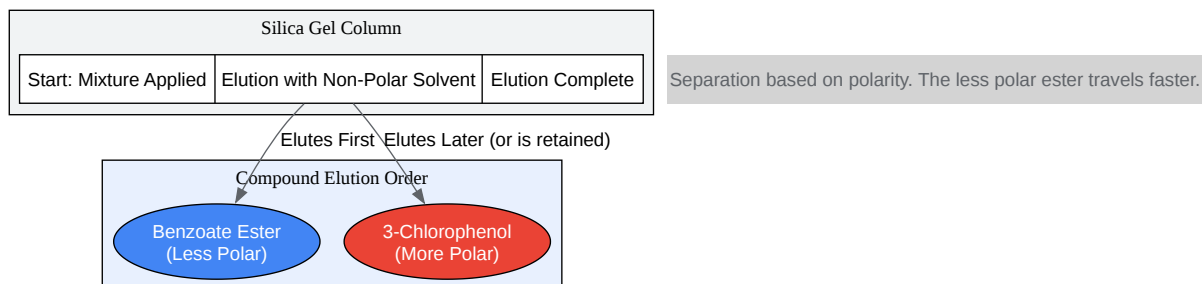 Silica Gel Column
Start: Mixture Applied
Elution with Non-Polar Solvent
Elution Complete
Separation based on polarity. The less polar ester travels faster.
Elutes First
Elutes Later (or is retained)
Compound Elution Order
Benzoate Ester
(Less Polar)
3-Chlorophenol
(More Polar)